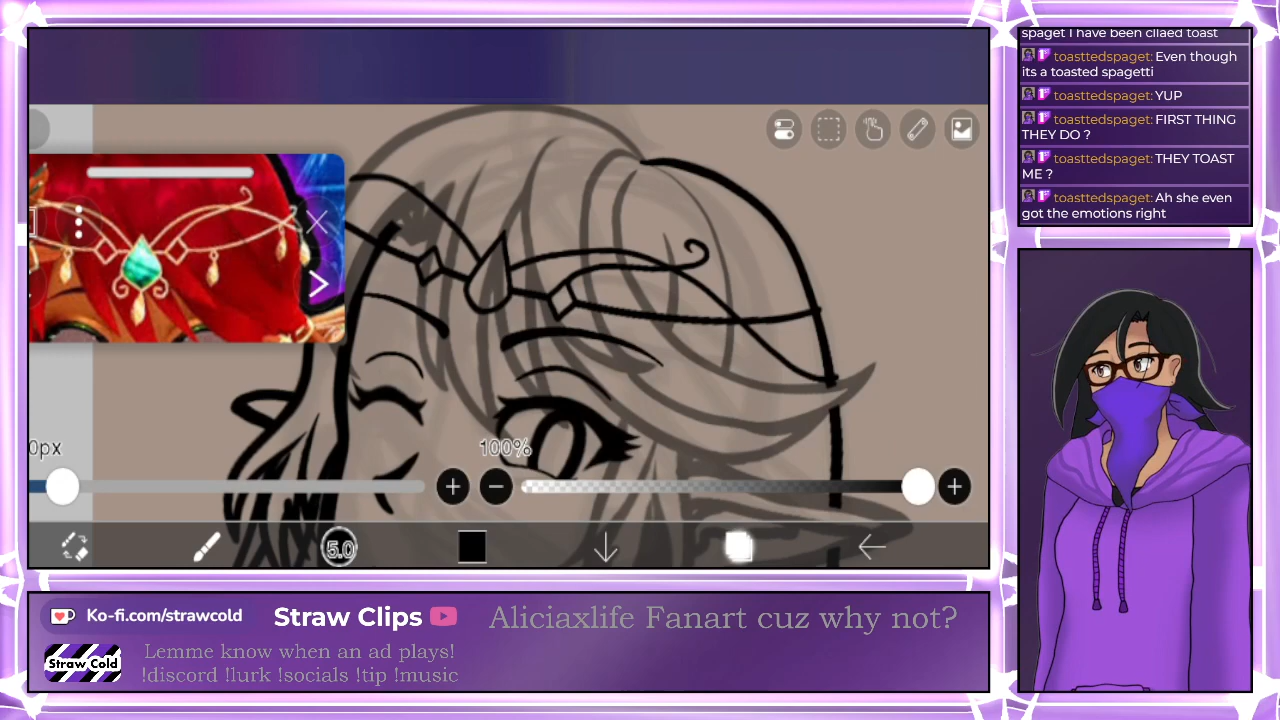 spaget I have been cllaed toast
toasttedspaget: Even though
its a toasted spagetti
toasttedspaget: YUP
toasttedspaget: FIRST THING
THEY DO ?
toasttedspaget: THEY TOAST
ME ?
toasttedspaget: Ah she even
got the emotions right
0px
100%
5.0
Ko-fi.com/strawcold
Straw Clips
Aliciaxlife Fanart cuz why not?
Straw Cold
Lemme know when an ad plays!
!discord !lurk !socials !tip !music